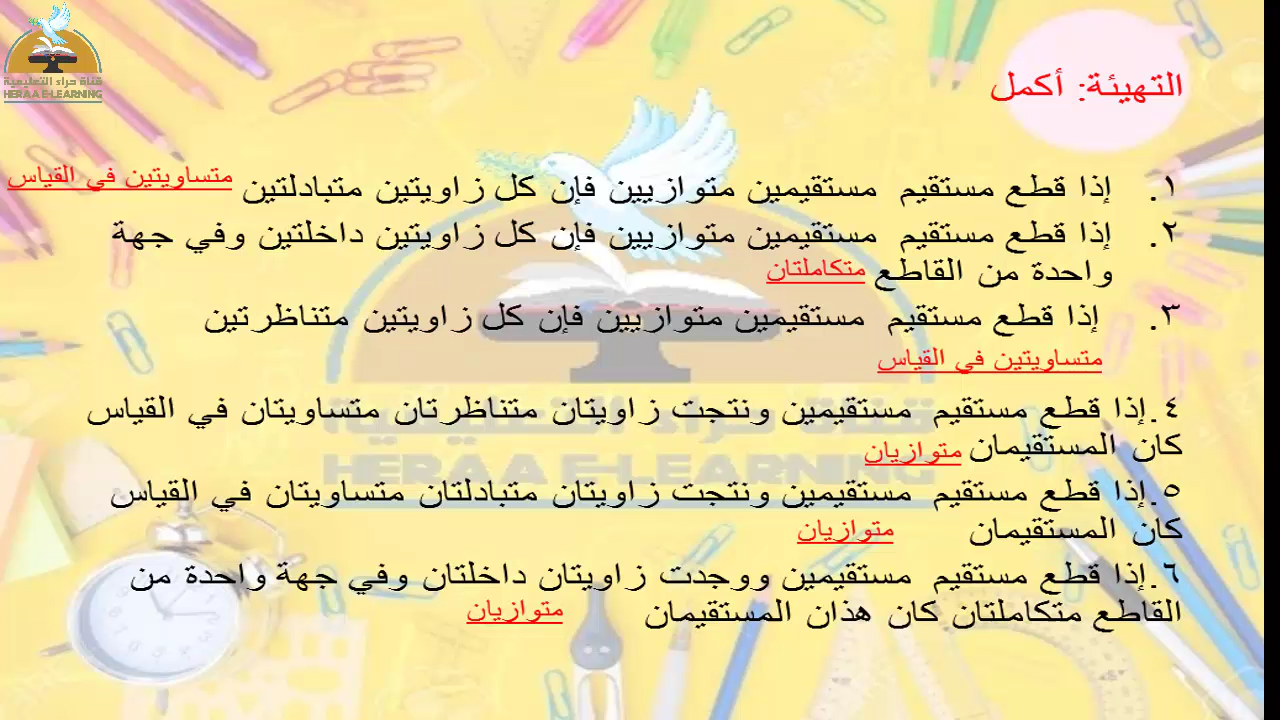 قناة حراء التعليمية
HERAA E-LEARNING
التهيئة: أكمل
١. إذا قطع مستقيم مستقيمين متوازيين فإن كل زاويتين متبادلتين متساويتين في القياس
٢. إذا قطع مستقيم مستقيمين متوازيين فإن كل زاويتين داخلتين وفي جهة
واحدة من القاطع متكاملتان
٣. إذا قطع مستقيم مستقيمين متوازيين فإن كل زاويتين متناظرتين
متساويتين في القياس
٤.إذا قطع مستقيم مستقيمين ونتجت زاويتان متناظرتان متساويتان في القياس
كان المستقيمان متوازيان
٥.إذا قطع مستقيم مستقيمين ونتجت زاويتان متبادلتان متساويتان في القياس
كان المستقيمان متوازيان
٦.إذا قطع مستقيم مستقيمين ووجدت زاويتان داخلتان وفي جهة واحدة من
القاطع متكاملتان كان هذان المستقيمان متوازيان
قناة حراء التعليمية
HERAA E-LEARNING